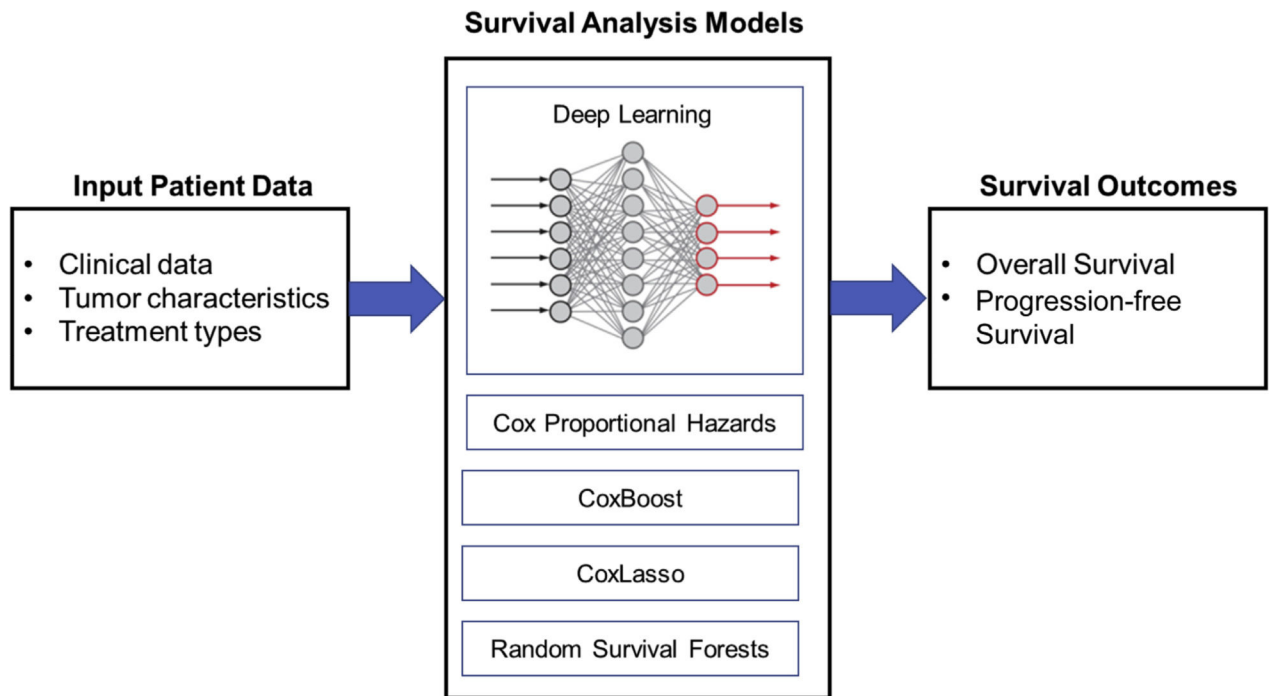 Survival Analysis Models
Input Patient Data
• Clinical data
• Tumor characteristics
• Treatment types
Deep Learning
Cox Proportional Hazards
CoxBoost
CoxLasso
Random Survival Forests
Survival Outcomes
• Overall Survival
• Progression-free
Survival